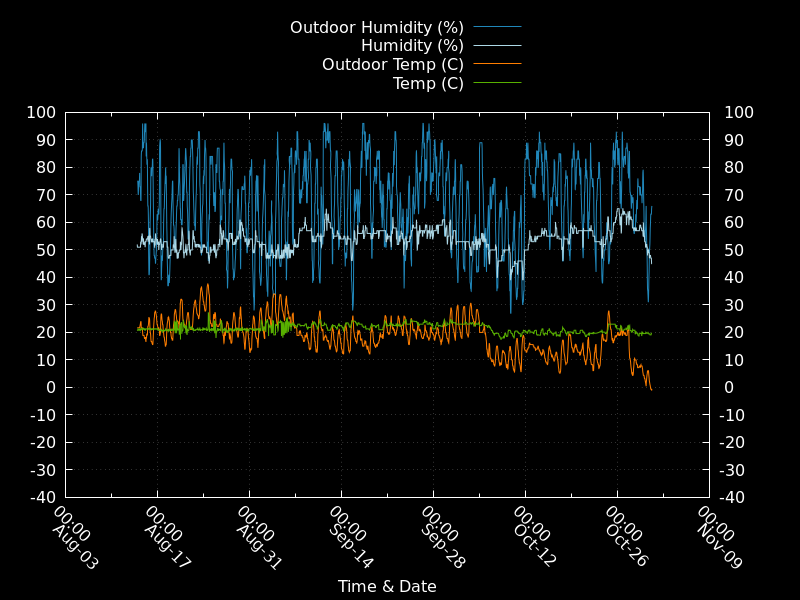 Outdoor Humidity (%)
Humidity (%)
Outdoor Temp (C)
Temp (C)
100 100
90 90
80 80
70 70
60 60
50 50
40 40
30 30
20 20
10 10
0 0
-10 -10
-20 -20
-30 -30
-40 -40
00:00 00:00 00:00 00:00 00:00 00:00 00:00 00:00
Aug-03 Aug-17 Aug-31 Sep-14 Sep-28 Oct-12 Oct-26 Nov-09
Time & Date